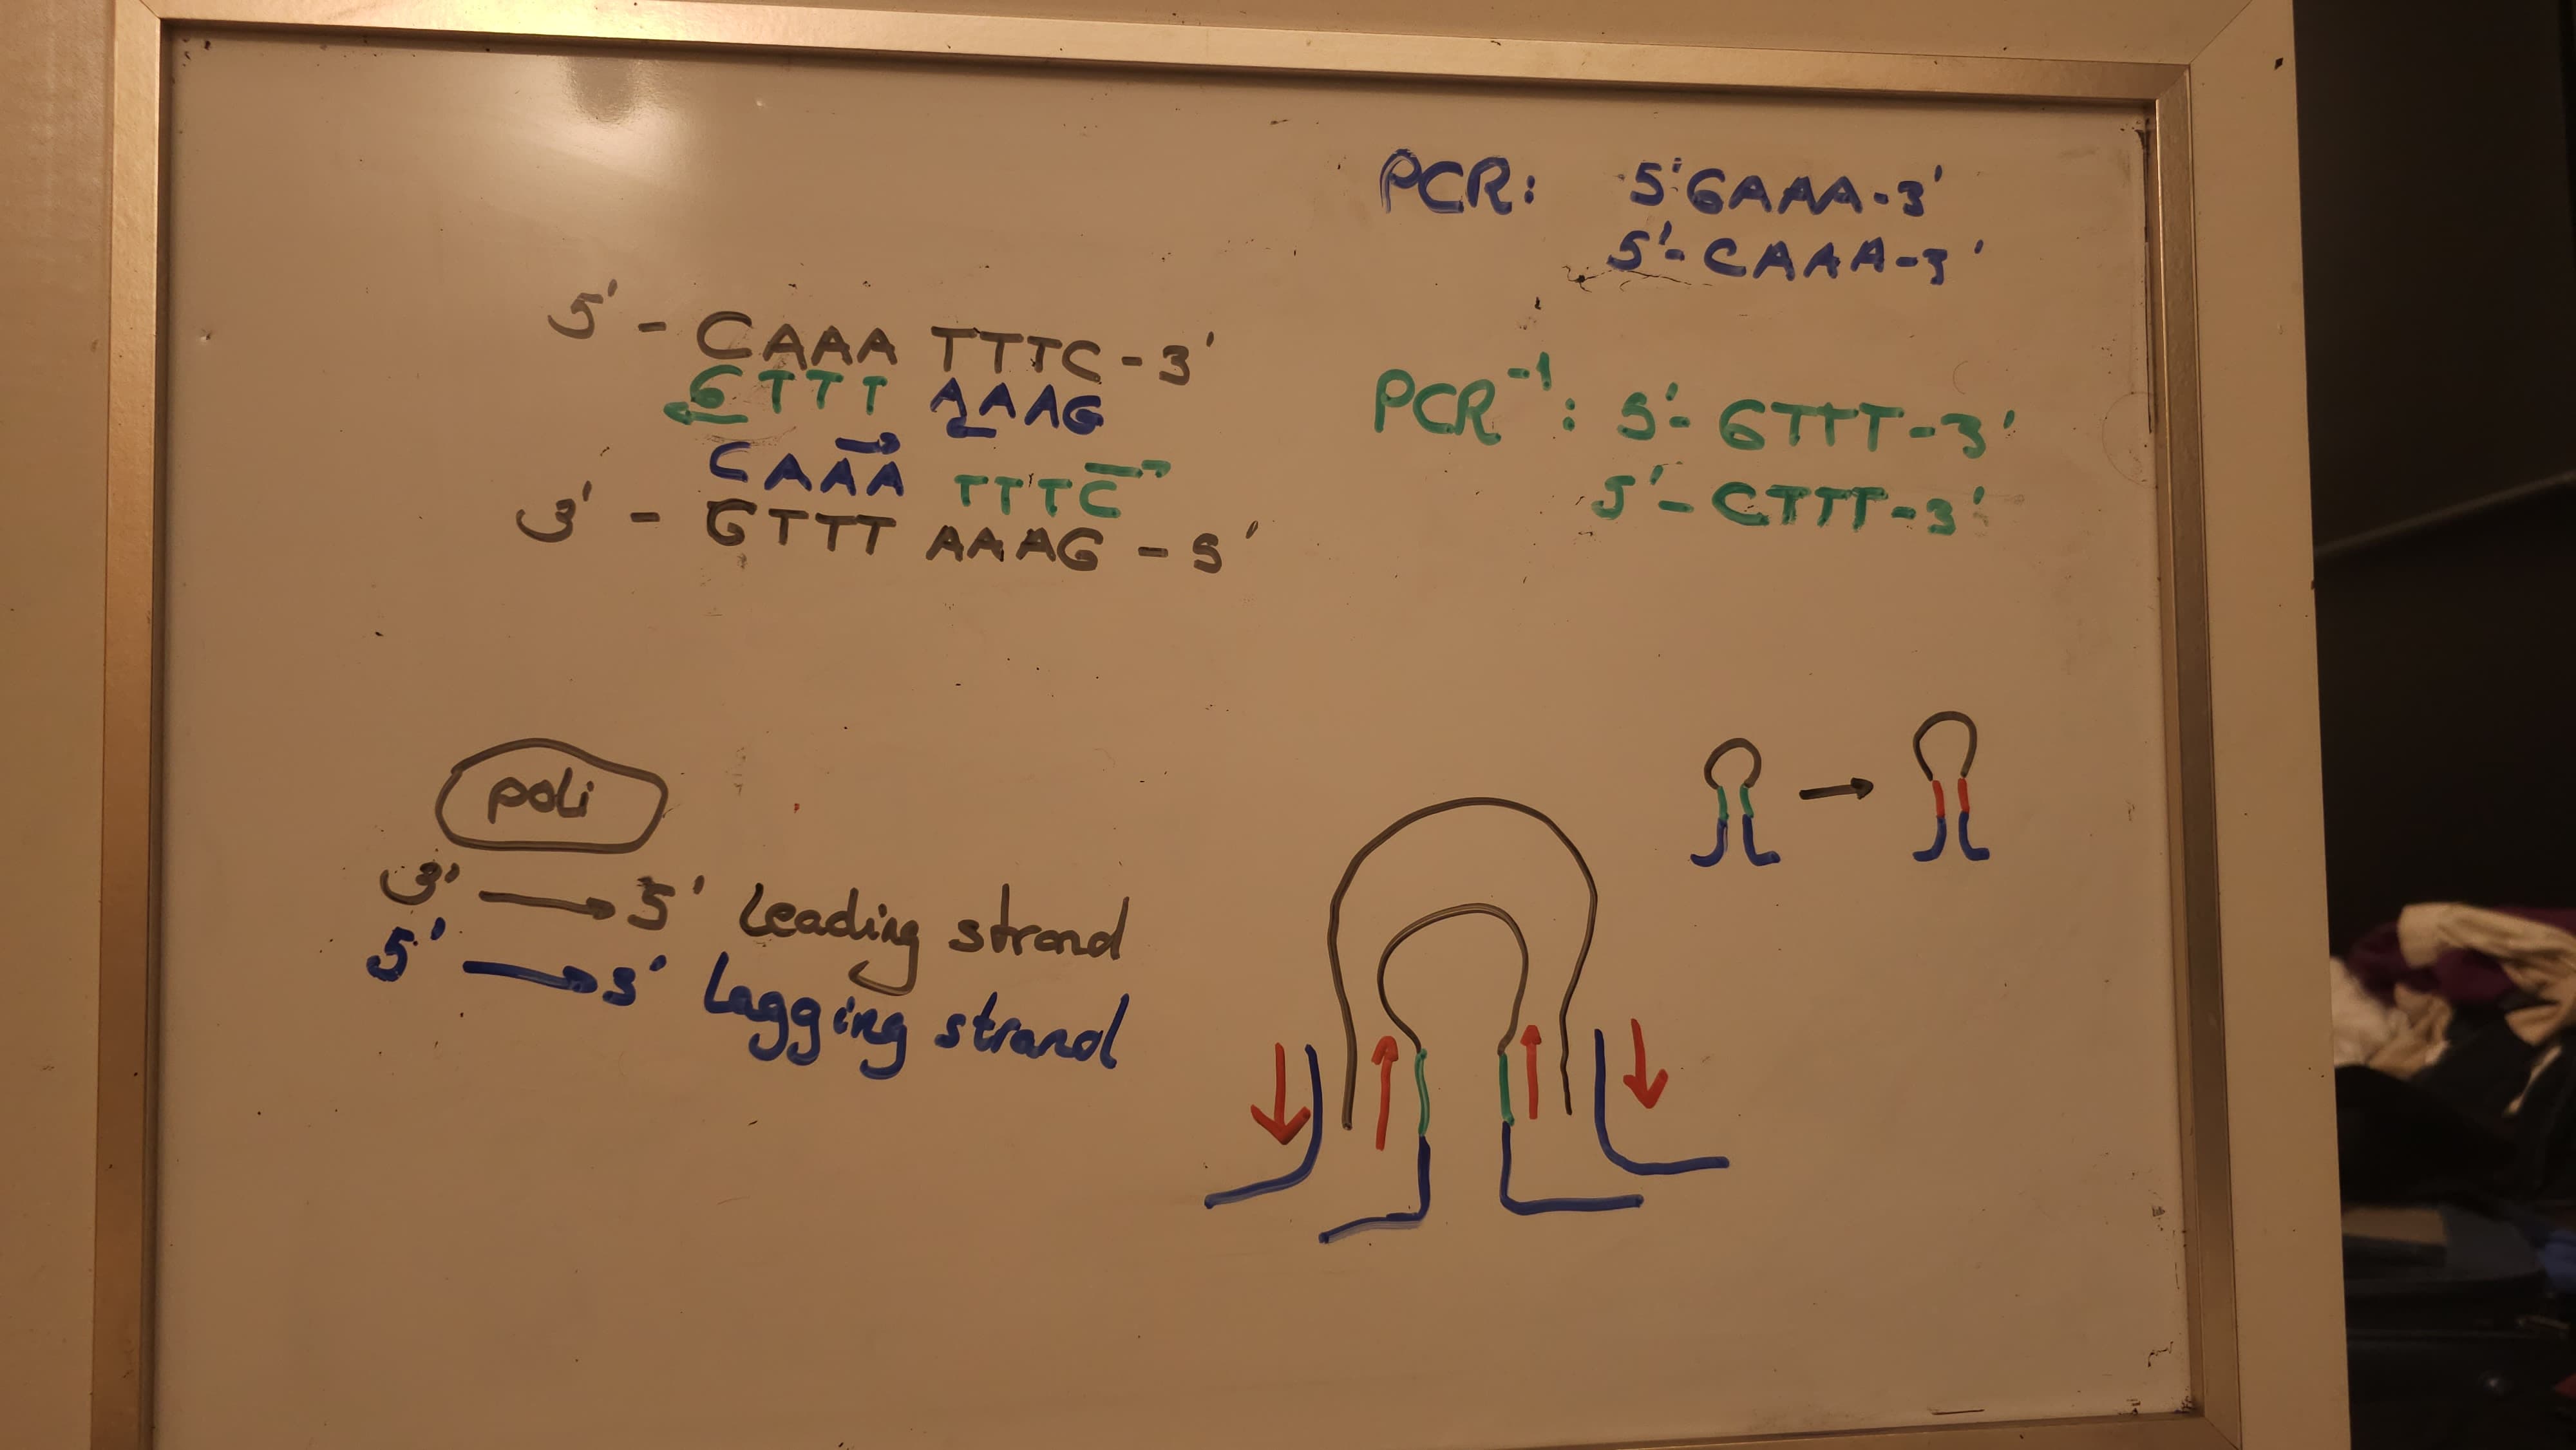 5' - CAAA TTTC - 3'
GTTT AAAG
CAAA TTTC
3' - GTTT AAAG - 5'
PCR: 5'GAAA-3'
5'-CAAA-3'
PCR⁻¹: 5'- GTTT-3'
5'- CTTT-3'
poli
3' → 5' Leading strand
5' → 3' Lagging strand